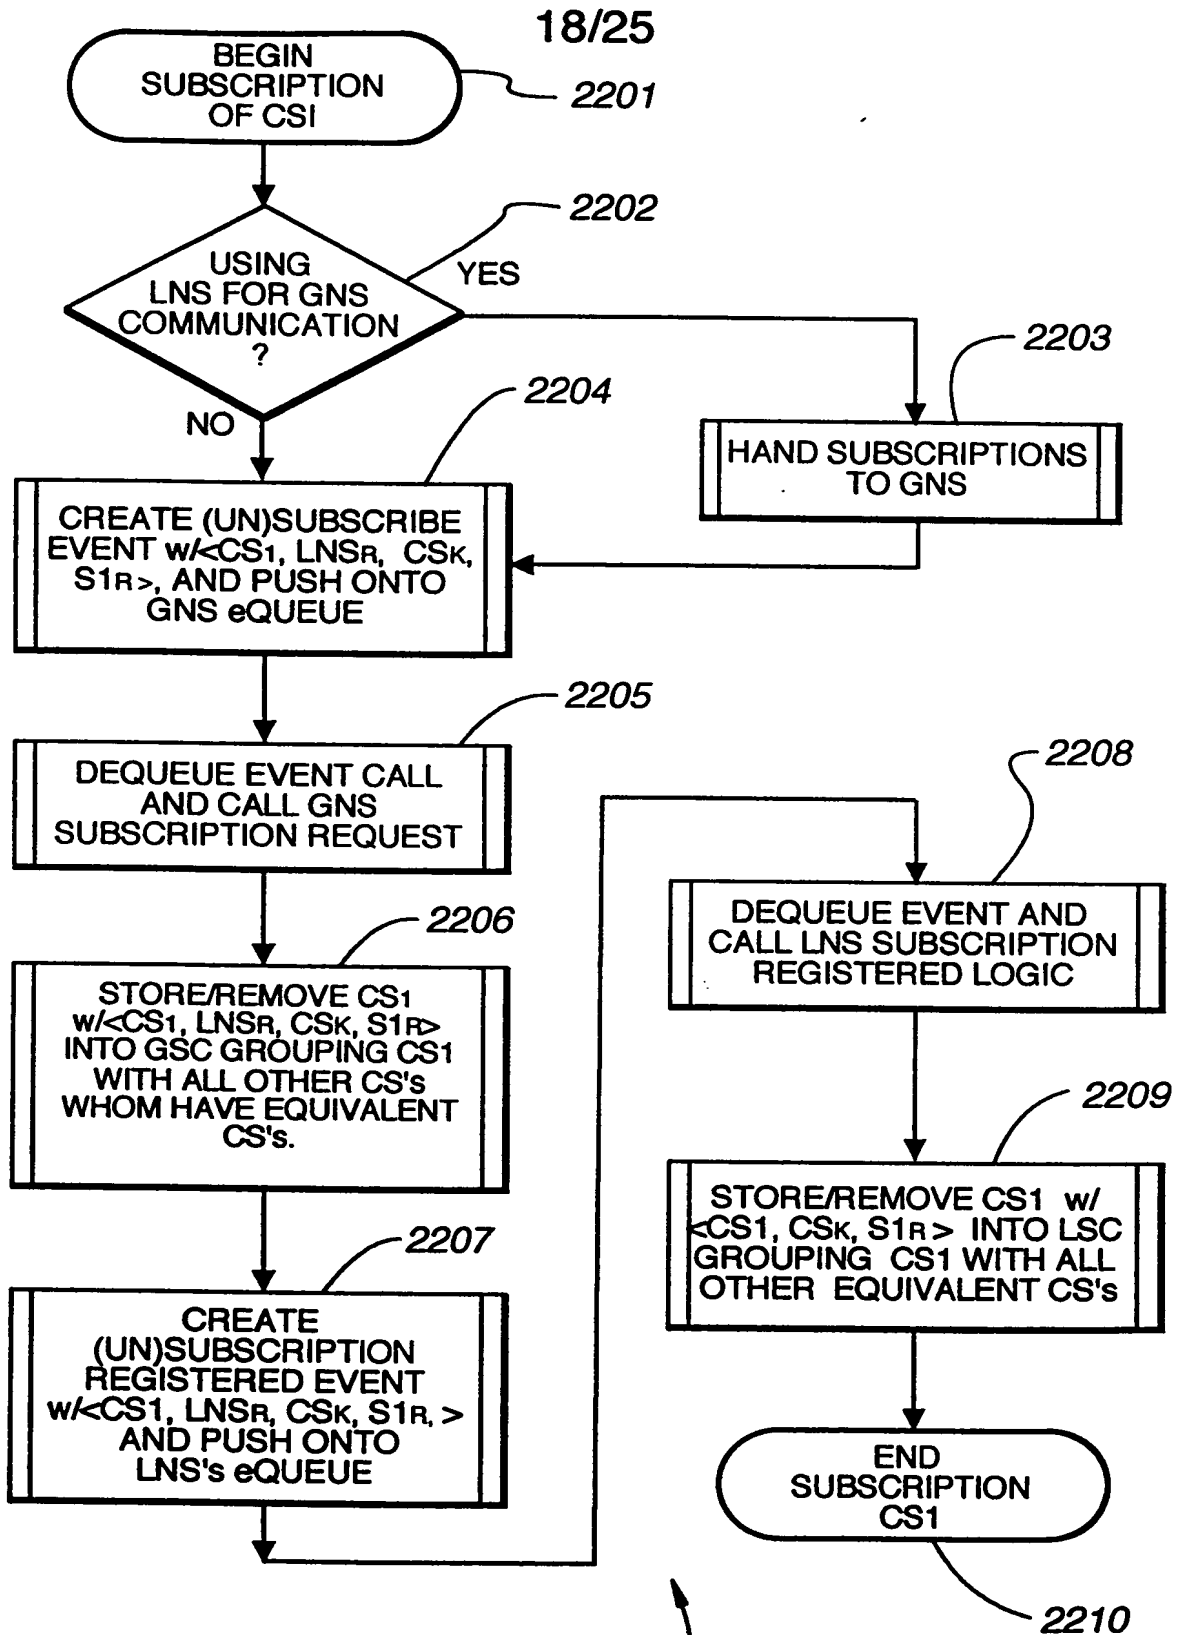 18/25
BEGIN
SUBSCRIPTION
OF CSI
2201
2202
USING
LNS FOR GNS
COMMUNICATION
?
YES
NO
2203
HAND SUBSCRIPTIONS
TO GNS
2204
CREATE (UN)SUBSCRIBE
EVENT w/<CS1, LNSR, CSK,
S1R>, AND PUSH ONTO
GNS eQUEUE
2205
DEQUEUE EVENT CALL
AND CALL GNS
SUBSCRIPTION REQUEST
2206
STORE/REMOVE CS1
w/<CS1, LNSR, CSK, S1R>
INTO GSC GROUPING CS1
WITH ALL OTHER CS's
WHOM HAVE EQUIVALENT
CS's.
2207
CREATE
(UN)SUBSCRIPTION
REGISTERED EVENT
w/<CS1, LNSR, CSK, S1R, >
AND PUSH ONTO
LNS's eQUEUE
2208
DEQUEUE EVENT AND
CALL LNS SUBSCRIPTION
REGISTERED LOGIC
2209
STORE/REMOVE CS1 w/
<CS1, CSK, S1R> INTO LSC
GROUPING CS1 WITH ALL
OTHER EQUIVALENT CS's
END
SUBSCRIPTION
CS1
2210